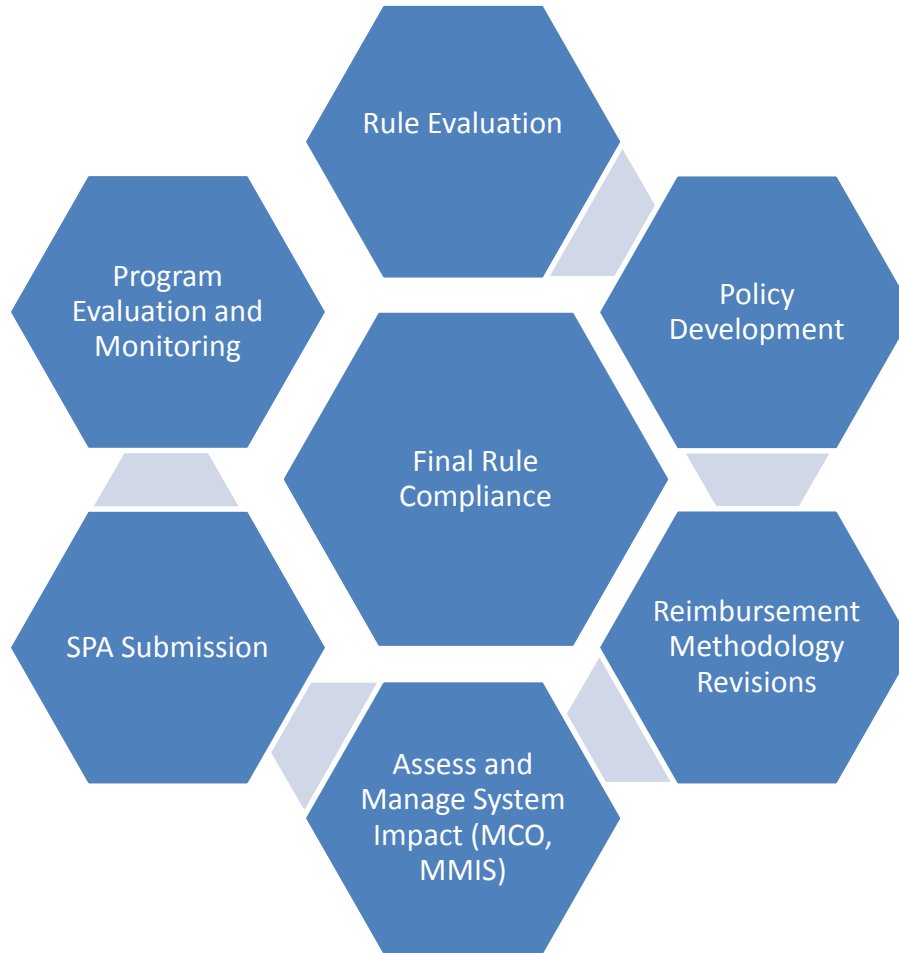 Rule Evaluation
Policy
Development
Reimbursement
Methodology
Revisions
Assess and
Manage System
Impact (MCO,
MMIS)
SPA Submission
Program
Evaluation and
Monitoring
Final Rule
Compliance